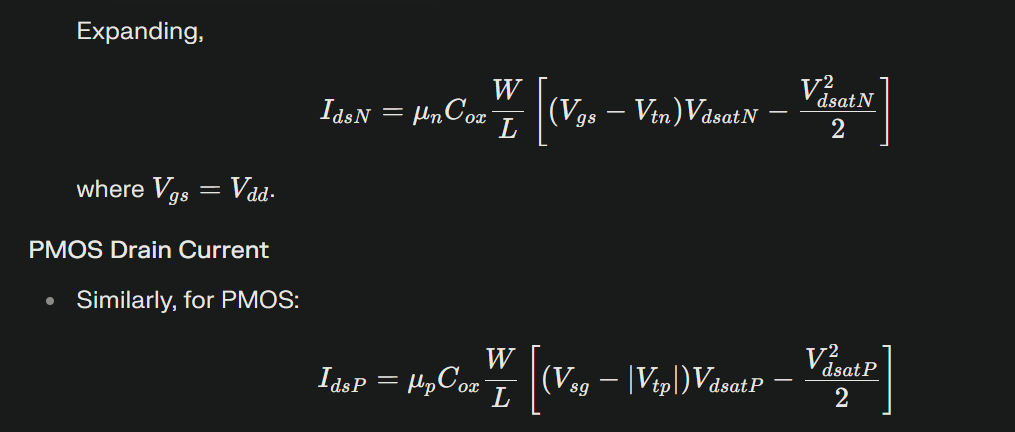 Expanding,
I_{dsN} = μ_n C_{ox} \frac{W}{L} \left[ (V_{gs} − V_{tn})V_{dsatN} − \frac{V_{dsatN}^2}{2} \right]
where V_{gs} = V_{dd}.
PMOS Drain Current
• Similarly, for PMOS:
I_{dsP} = μ_p C_{ox} \frac{W}{L} \left[ (V_{sg} − |V_{tp}|)V_{dsatP} − \frac{V_{dsatP}^2}{2} \right]